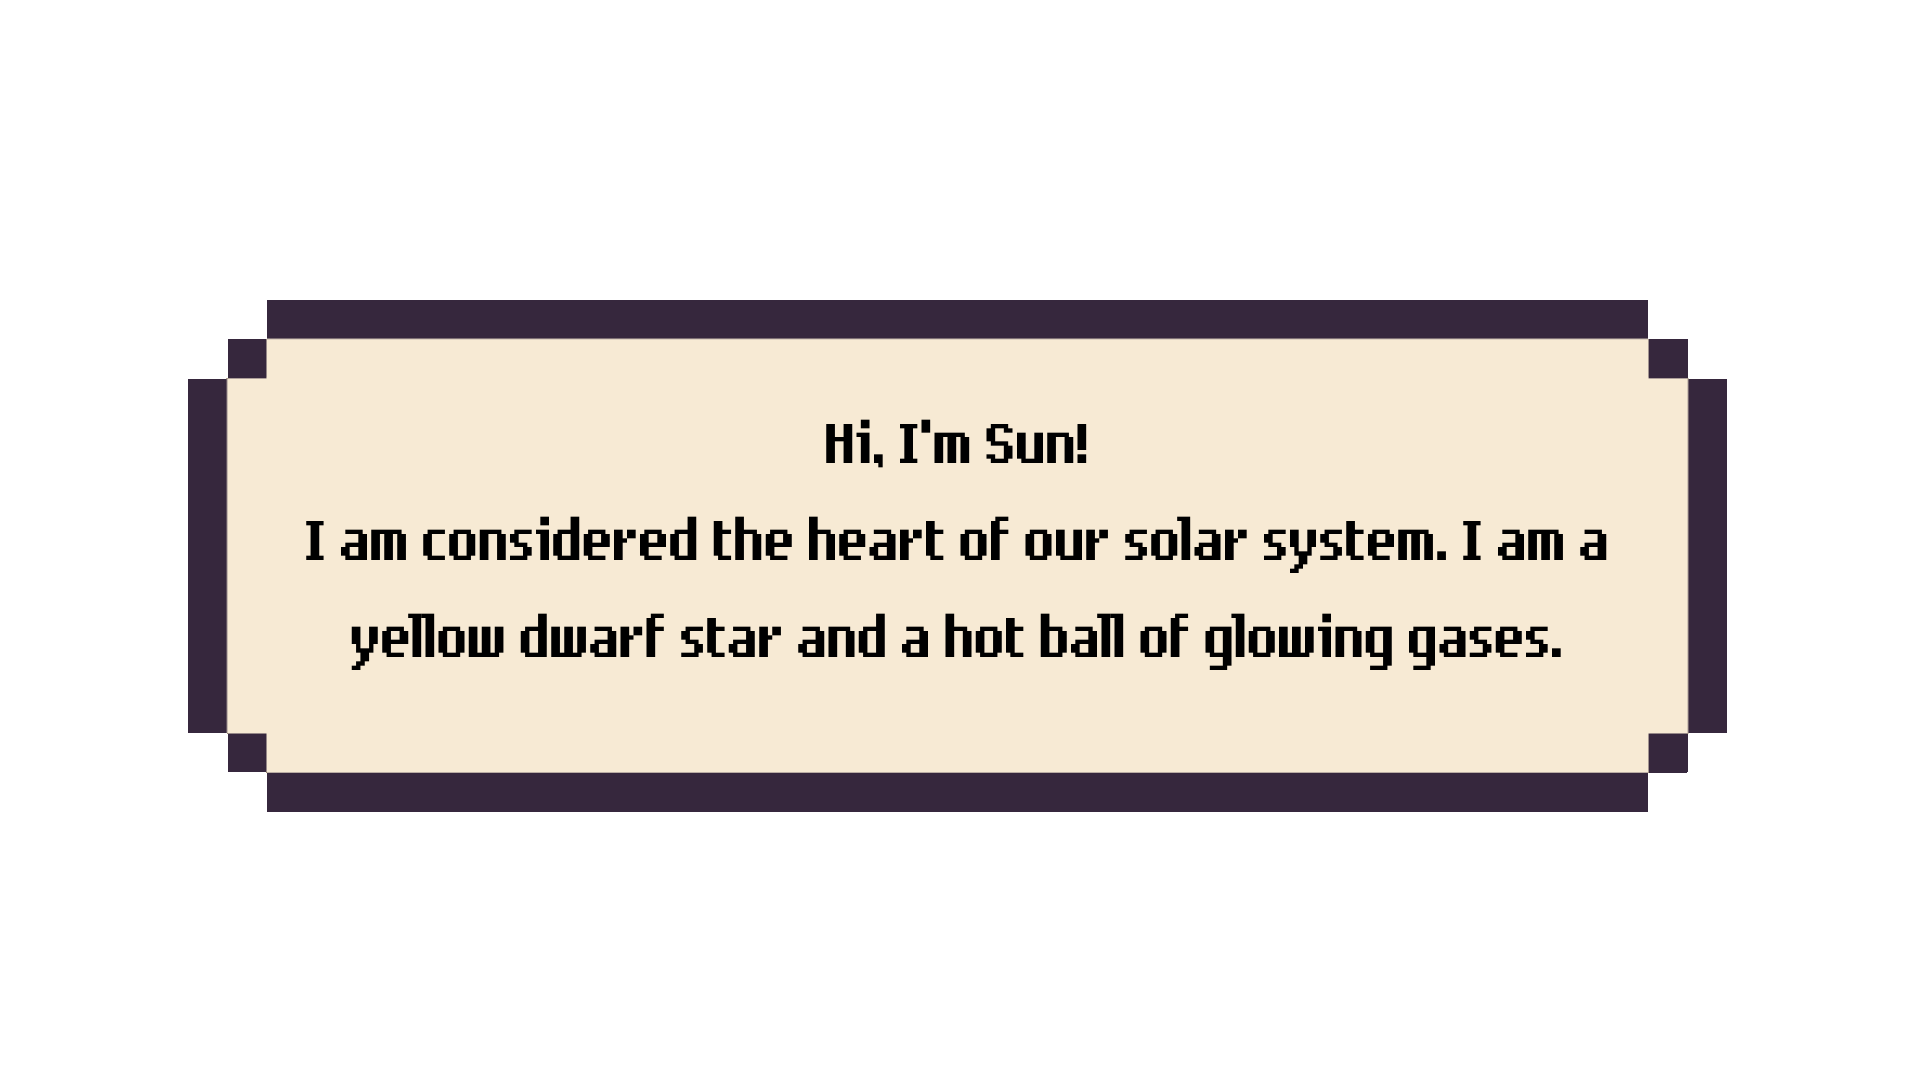 Hi, I'm Sun!
I am considered the heart of our solar system. I am a
yellow dwarf star and a hot ball of glowing gases.